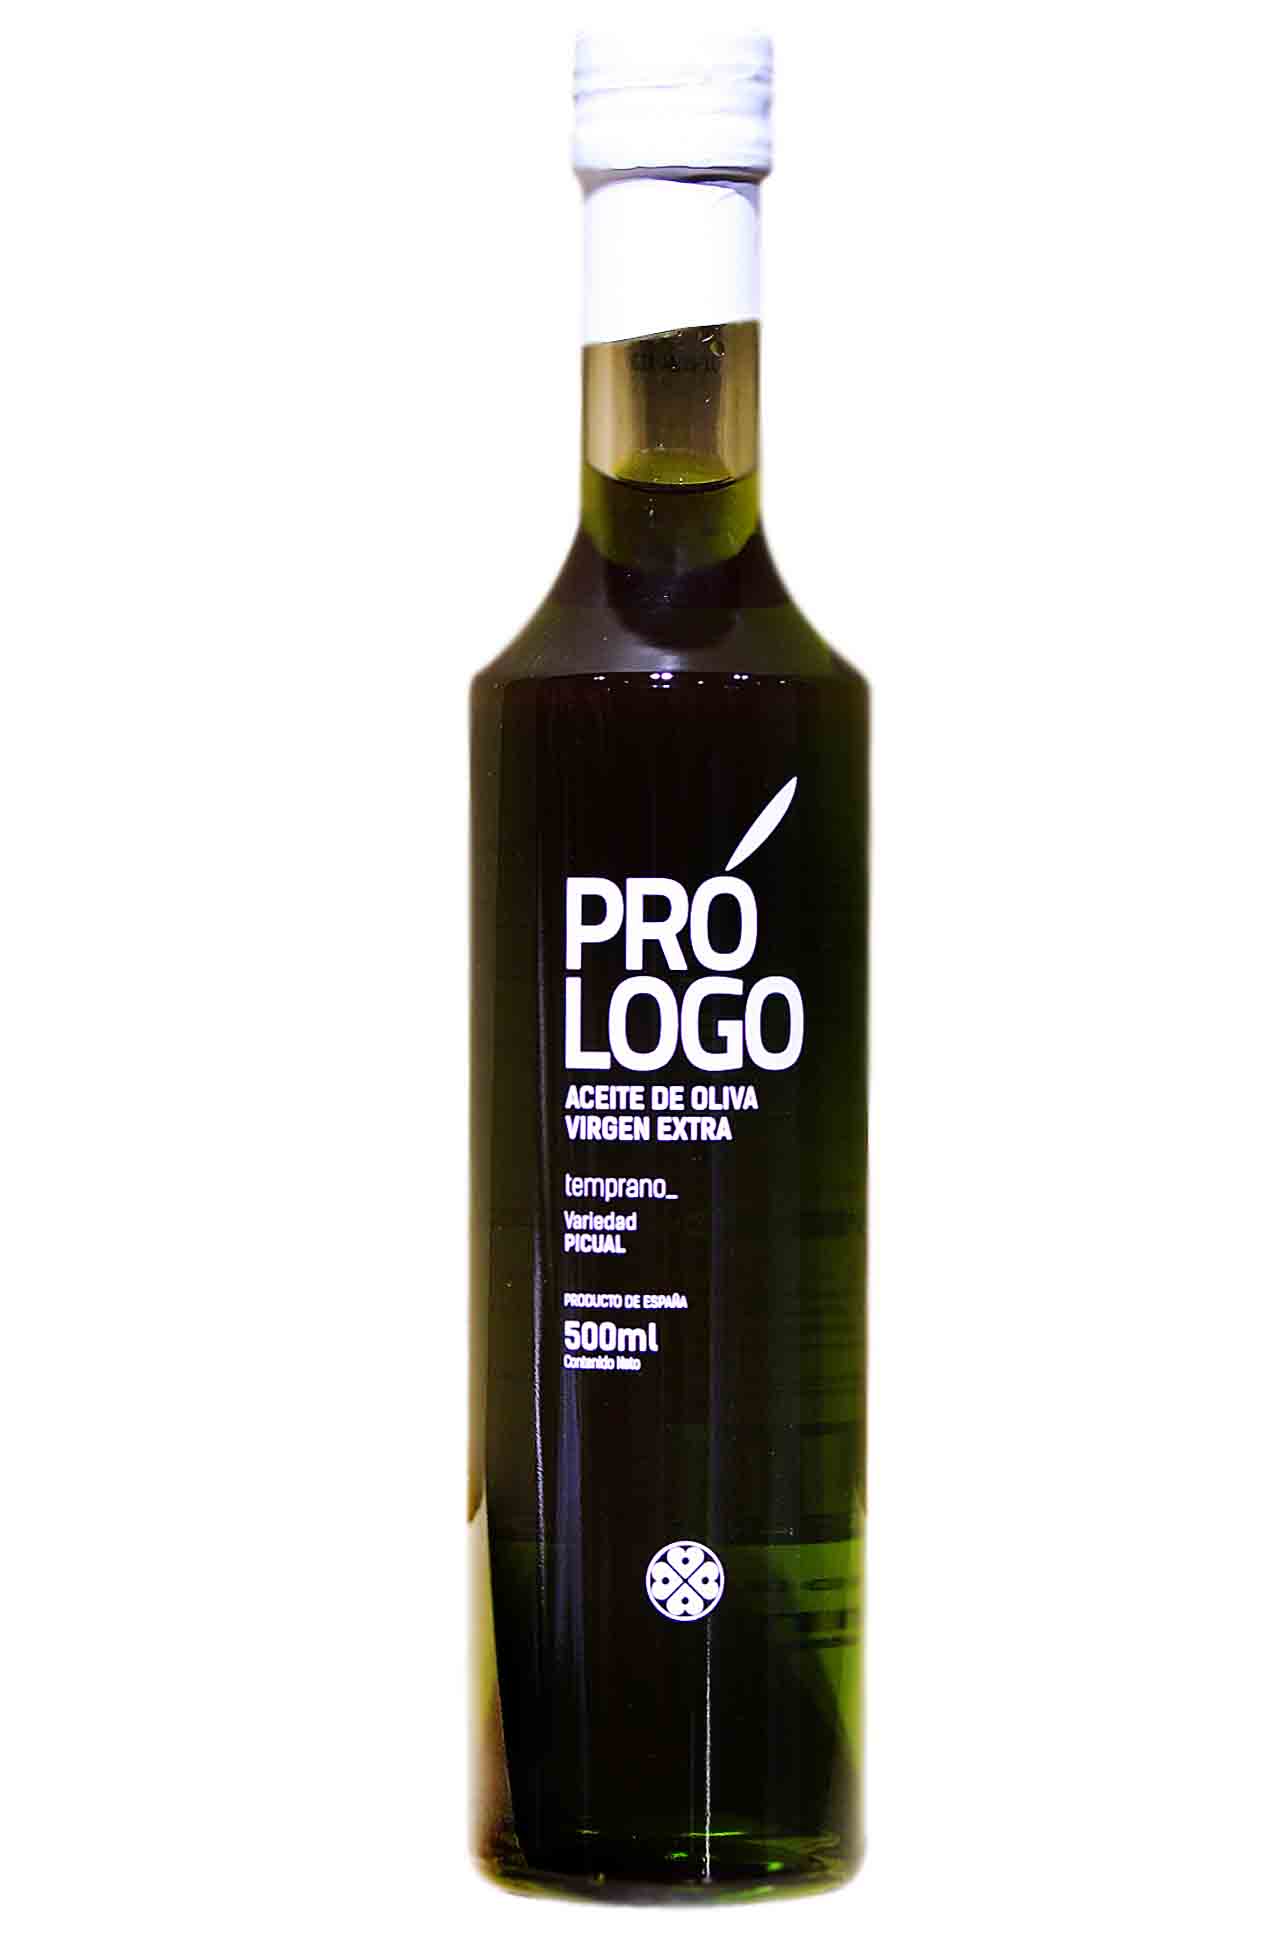 PRÓ
LOGO
ACEITE DE OLIVA
VIRGEN EXTRA
temprano_
Variedad
PICUAL
PRODUCTO DE ESPAÑA
500ml
Contenido Neto